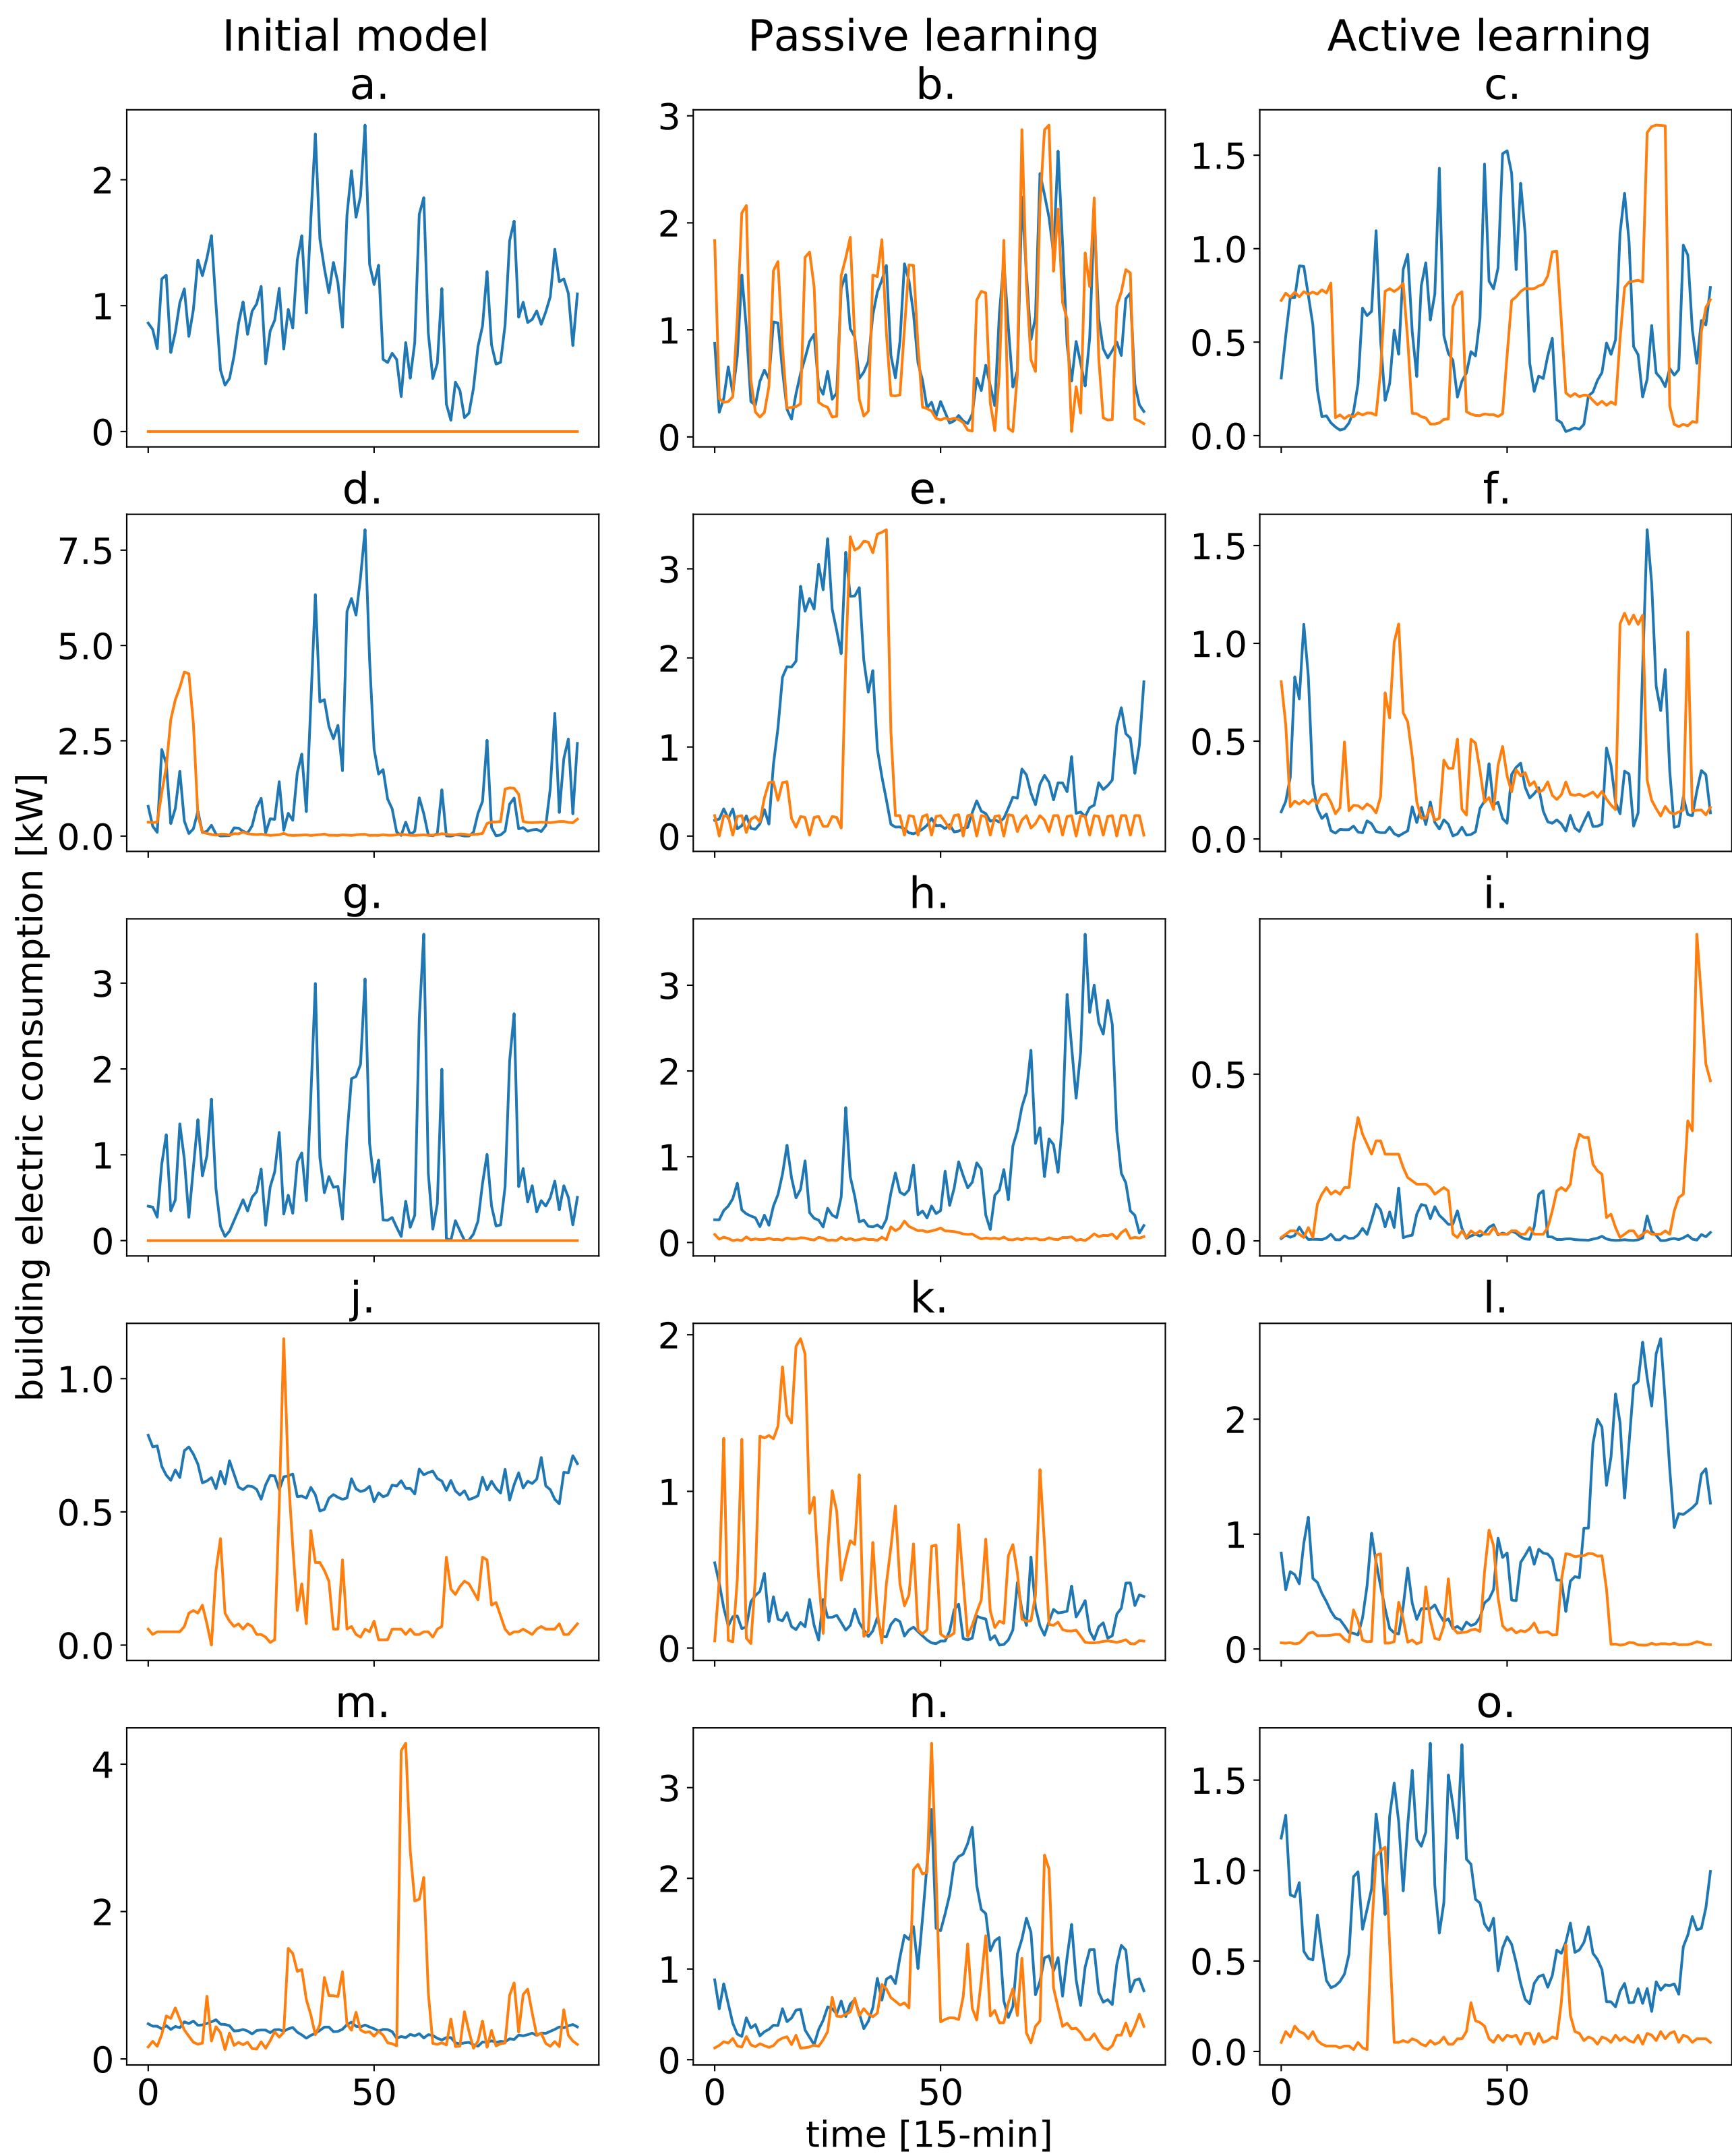 Initial model Passive learning Active learning
a. b. c.
2 1 0
3 2 1 0
1.5 1.0 0.5 0.0
d. e. f.
7.5 5.0 2.5 0.0
3 2 1 0
1.5 1.0 0.5 0.0
building electric consumption [kW]
g. h. i.
3 2 1 0
3 2 1 0
0.5 0.0
j. k. l.
1.0 0.5 0.0
2 1 0
2 1 0
m. n. o.
4 2 0
3 2 1 0
1.5 1.0 0.5 0.0
0 50 0 50 0 50
time [15-min]